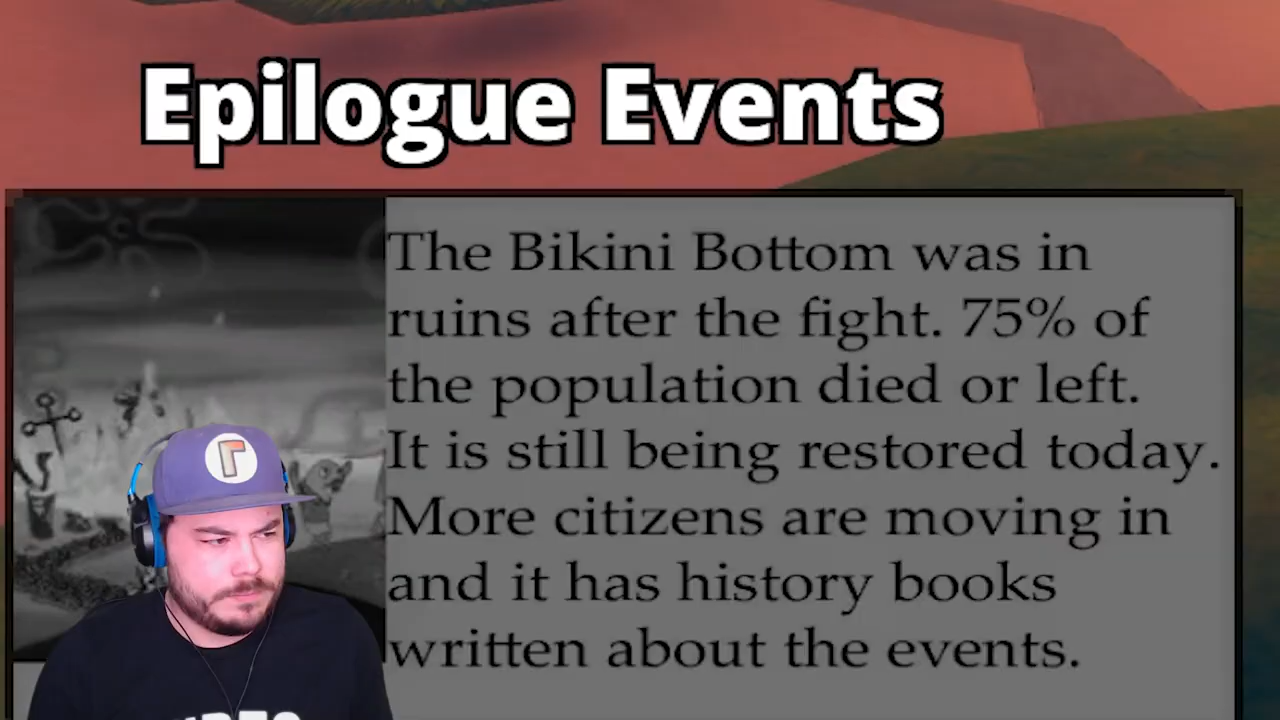 Epilogue Events
The Bikini Bottom was in
ruins after the fight. 75% of
the population died or left.
It is still being restored today.
More citizens are moving in
and it has history books
written about the events.